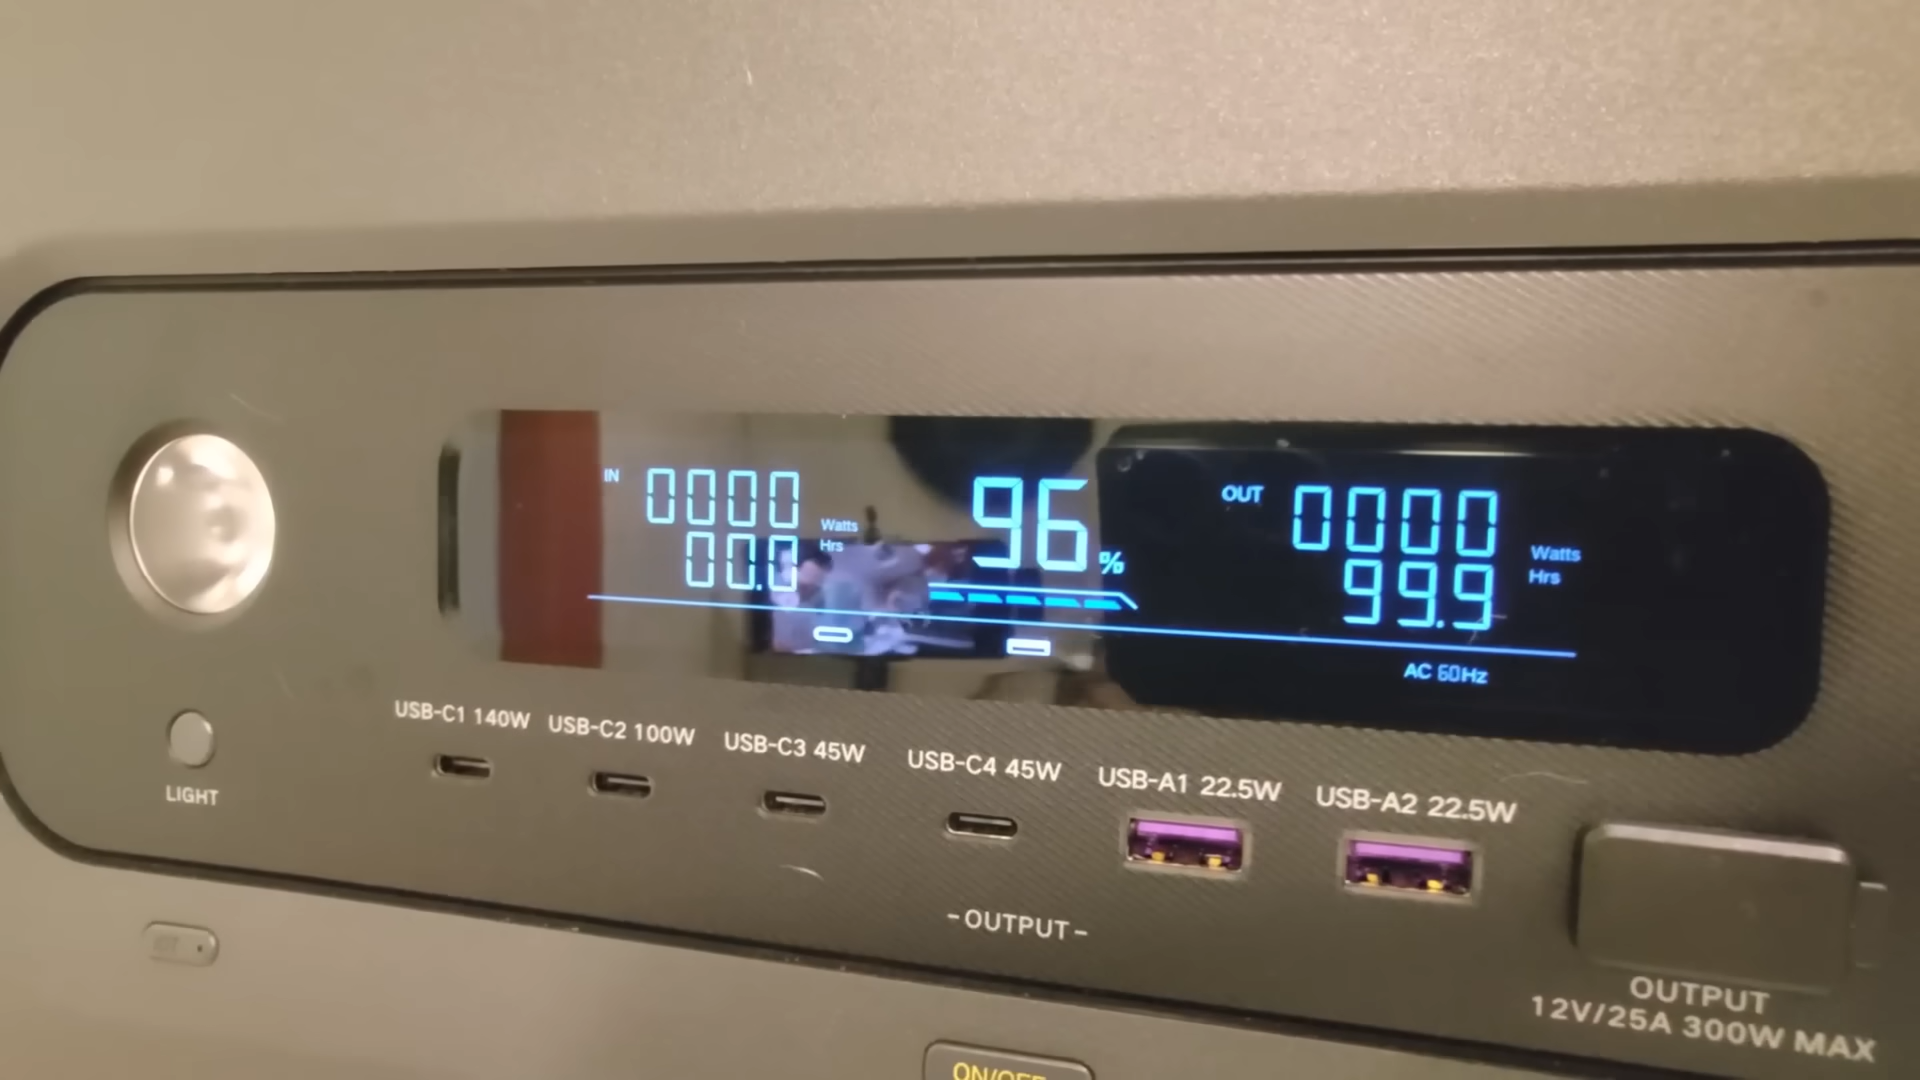 IN 0000 Watts
00.0 Hrs
96%
OUT 0000 Watts
99.9 Hrs
AC 60Hz
USB-C1 140W
USB-C2 100W
USB-C3 45W
USB-C4 45W
USB-A1 22.5W
USB-A2 22.5W
LIGHT
-OUTPUT-
OUTPUT
12V/25A 300W MAX
ON/OFF